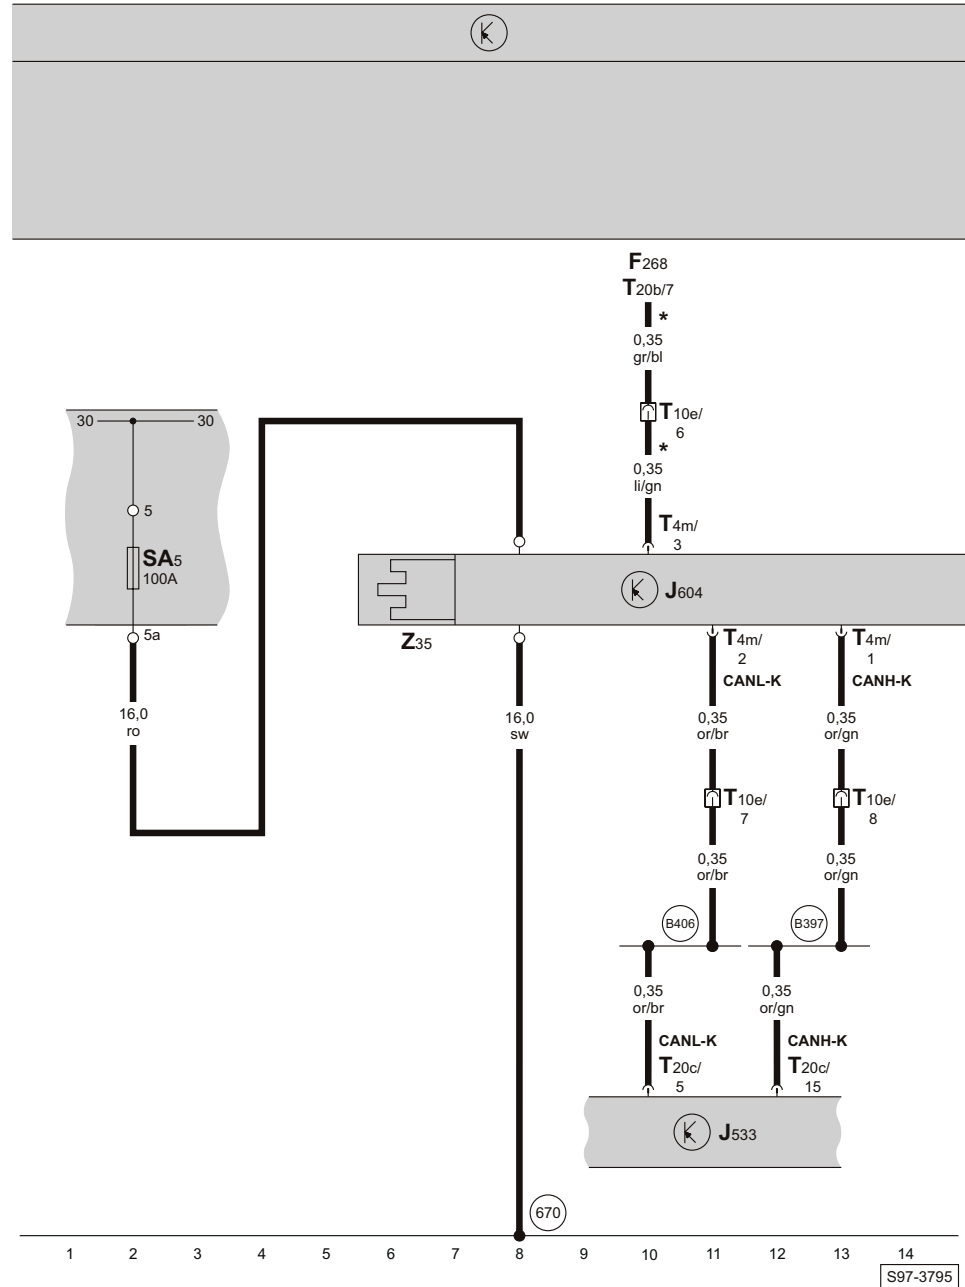 F268
T20b/7
*
0,35
gr/bl
T10e/
6
*
0,35
li/gn
T4m/
3
30 30
5
SA5
100A
5a
16,0
ro
J604
Z35
16,0
sw
T4m/
2
CANL-K
T4m/
1
CANH-K
0,35
or/br
0,35
or/gn
T10e/
7
T10e/
8
0,35
or/br
0,35
or/gn
B406
B397
0,35
or/br
0,35
or/gn
CANL-K
T20c/
5
CANH-K
T20c/
15
J533
670
1 2 3 4 5 6 7 8 9 10 11 12 13 14
S97-3795